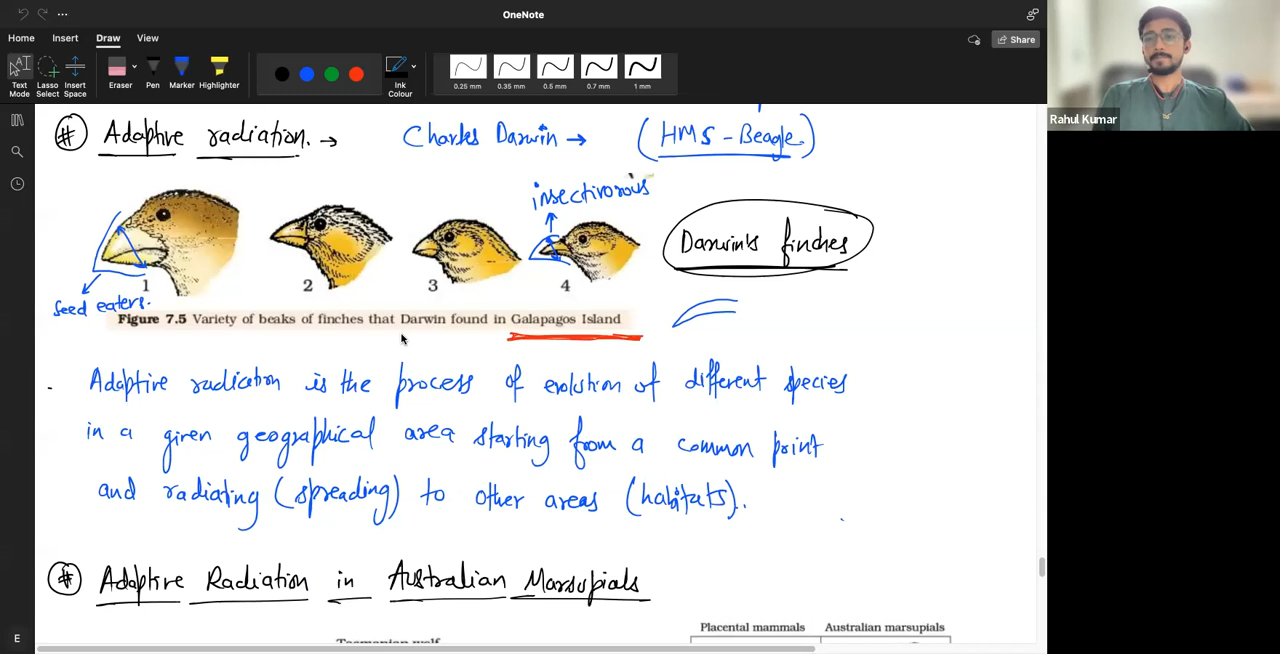 OneNote
Home Insert Draw View
Share
Text Mode
Lasso Select
Insert Space
Eraser
Pen
Marker
Highlighter
Ink Colour
0.25 mm 0.35 mm 0.5 mm 0.7 mm 1 mm
Rahul Kumar
# Adaptive radiation. → Charles Darwin → (HMS - Beagle)
insectivorous
Darwin's finches
1 2 3 4
seed eaters.
Figure 7.5 Variety of beaks of finches that Darwin found in Galapagos Island
Adaptive radiation is the process of evolution of different species
in a given geographical area starting from a common print
and radiating (spreading) to other areas (habitats).
# Adaptive Radiation in Australian Marsupials
Placental mammals Australian marsupials
Tasmanian wolf
E